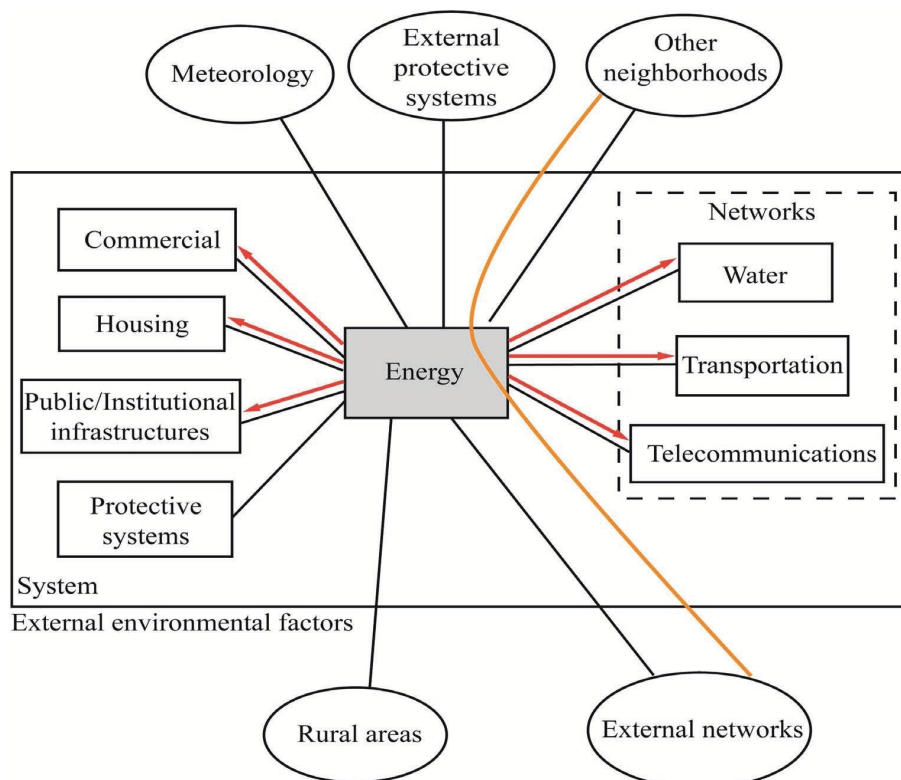 Meteorology
External
protective
systems
Other
neighborhoods
Networks
Commercial
Water
Housing
Energy
Transportation
Public/Institutional
infrastructures
Telecommunications
Protective
systems
System
External environmental factors
Rural areas
External networks